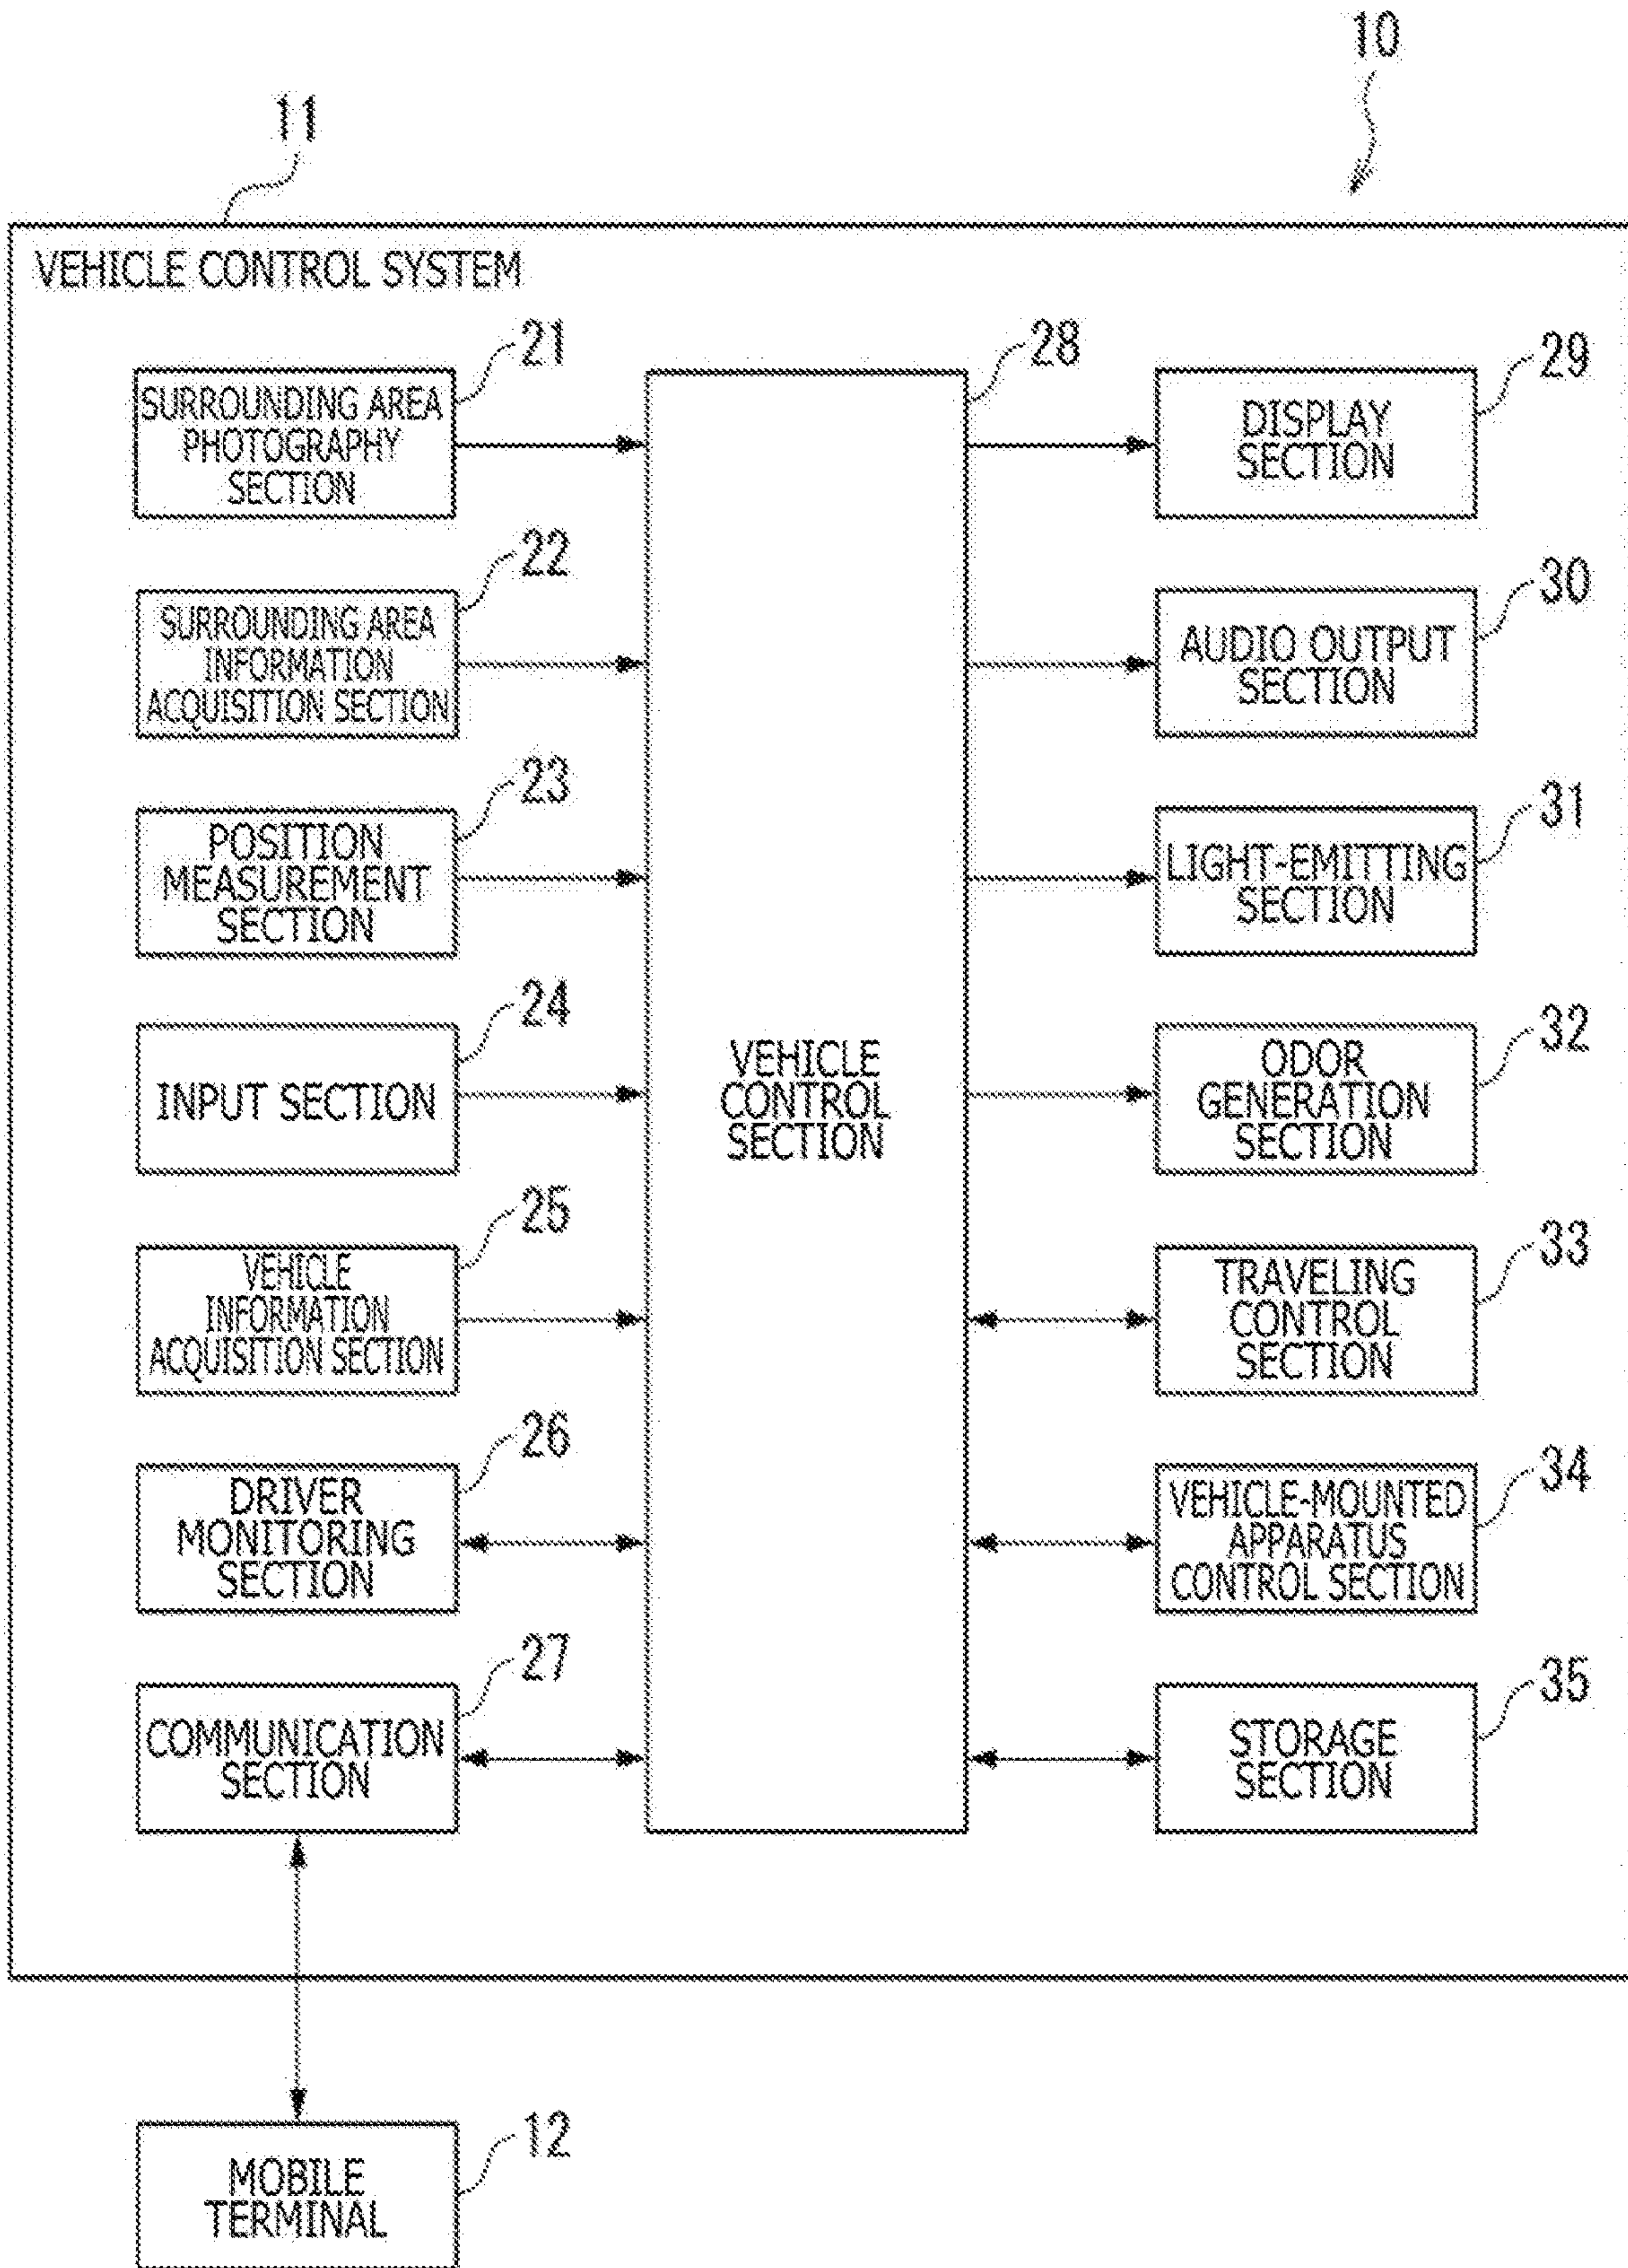 10
11
VEHICLE CONTROL SYSTEM
21
SURROUNDING AREA
PHOTOGRAPHY
SECTION
22
SURROUNDING AREA
INFORMATION
ACQUISITION SECTION
23
POSITION
MEASUREMENT
SECTION
24
INPUT SECTION
25
VEHICLE
INFORMATION
ACQUISITION SECTION
26
DRIVER
MONITORING
SECTION
27
COMMUNICATION
SECTION
28
VEHICLE
CONTROL
SECTION
29
DISPLAY
SECTION
30
AUDIO OUTPUT
SECTION
31
LIGHT-EMITTING
SECTION
32
ODOR
GENERATION
SECTION
33
TRAVELING
CONTROL
SECTION
34
VEHICLE-MOUNTED
APPARATUS
CONTROL SECTION
35
STORAGE
SECTION
12
MOBILE
TERMINAL